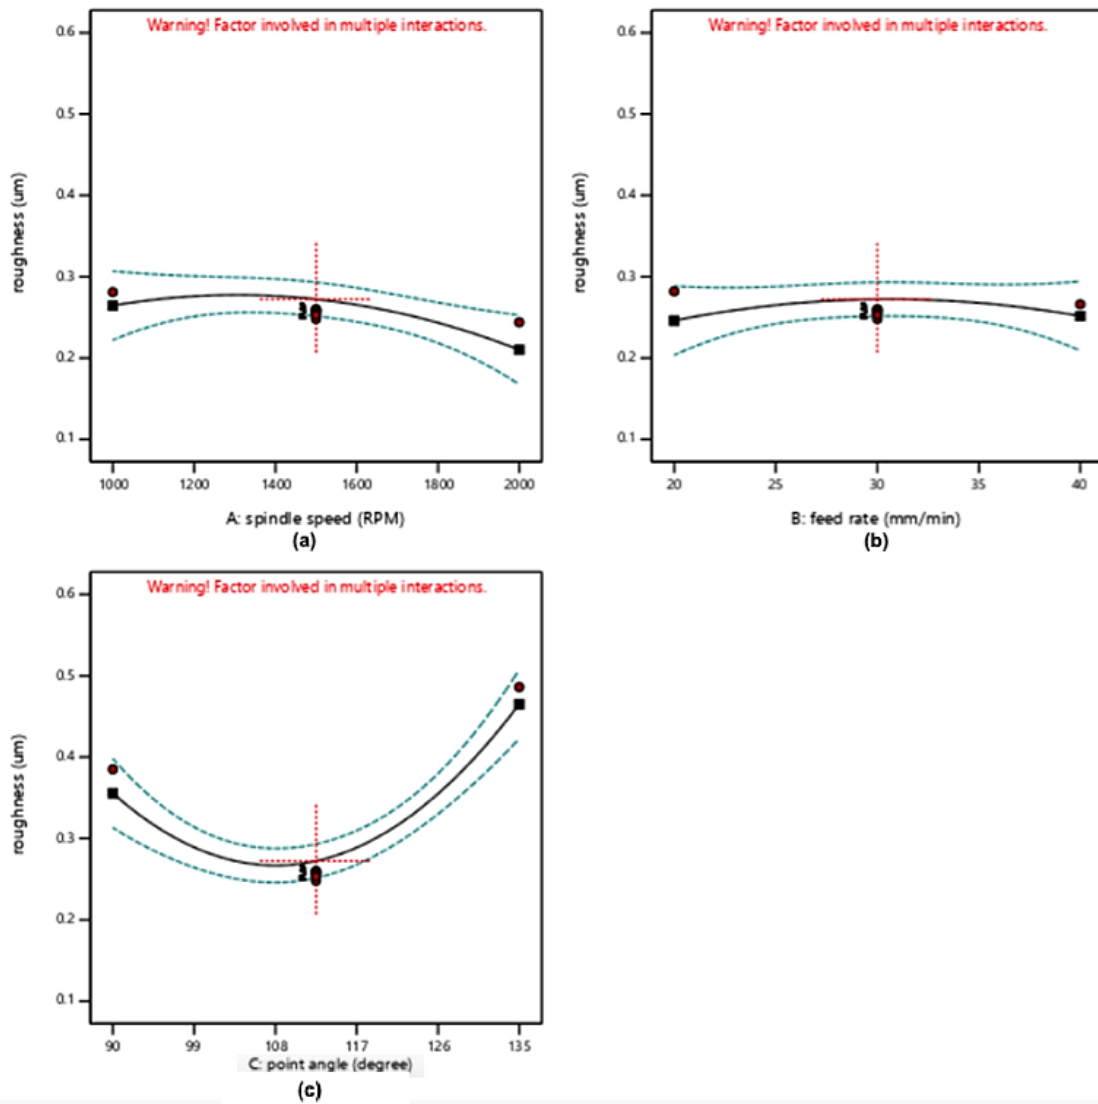 Warning! Factor involved in multiple interactions.
0.6
0.5
0.4
0.3
0.2
0.1
roughness (um)
1000 1200 1400 1600 1800 2000
A: spindle speed (RPM)
(a)
Warning! Factor involved in multiple interactions.
0.6
0.5
0.4
0.3
0.2
0.1
roughness (um)
20 25 30 35 40
B: feed rate (mm/min)
(b)
Warning! Factor involved in multiple interactions.
0.6
0.5
0.4
0.3
0.2
0.1
roughness (um)
90 99 108 117 126 135
C: point angle (degree)
(c)